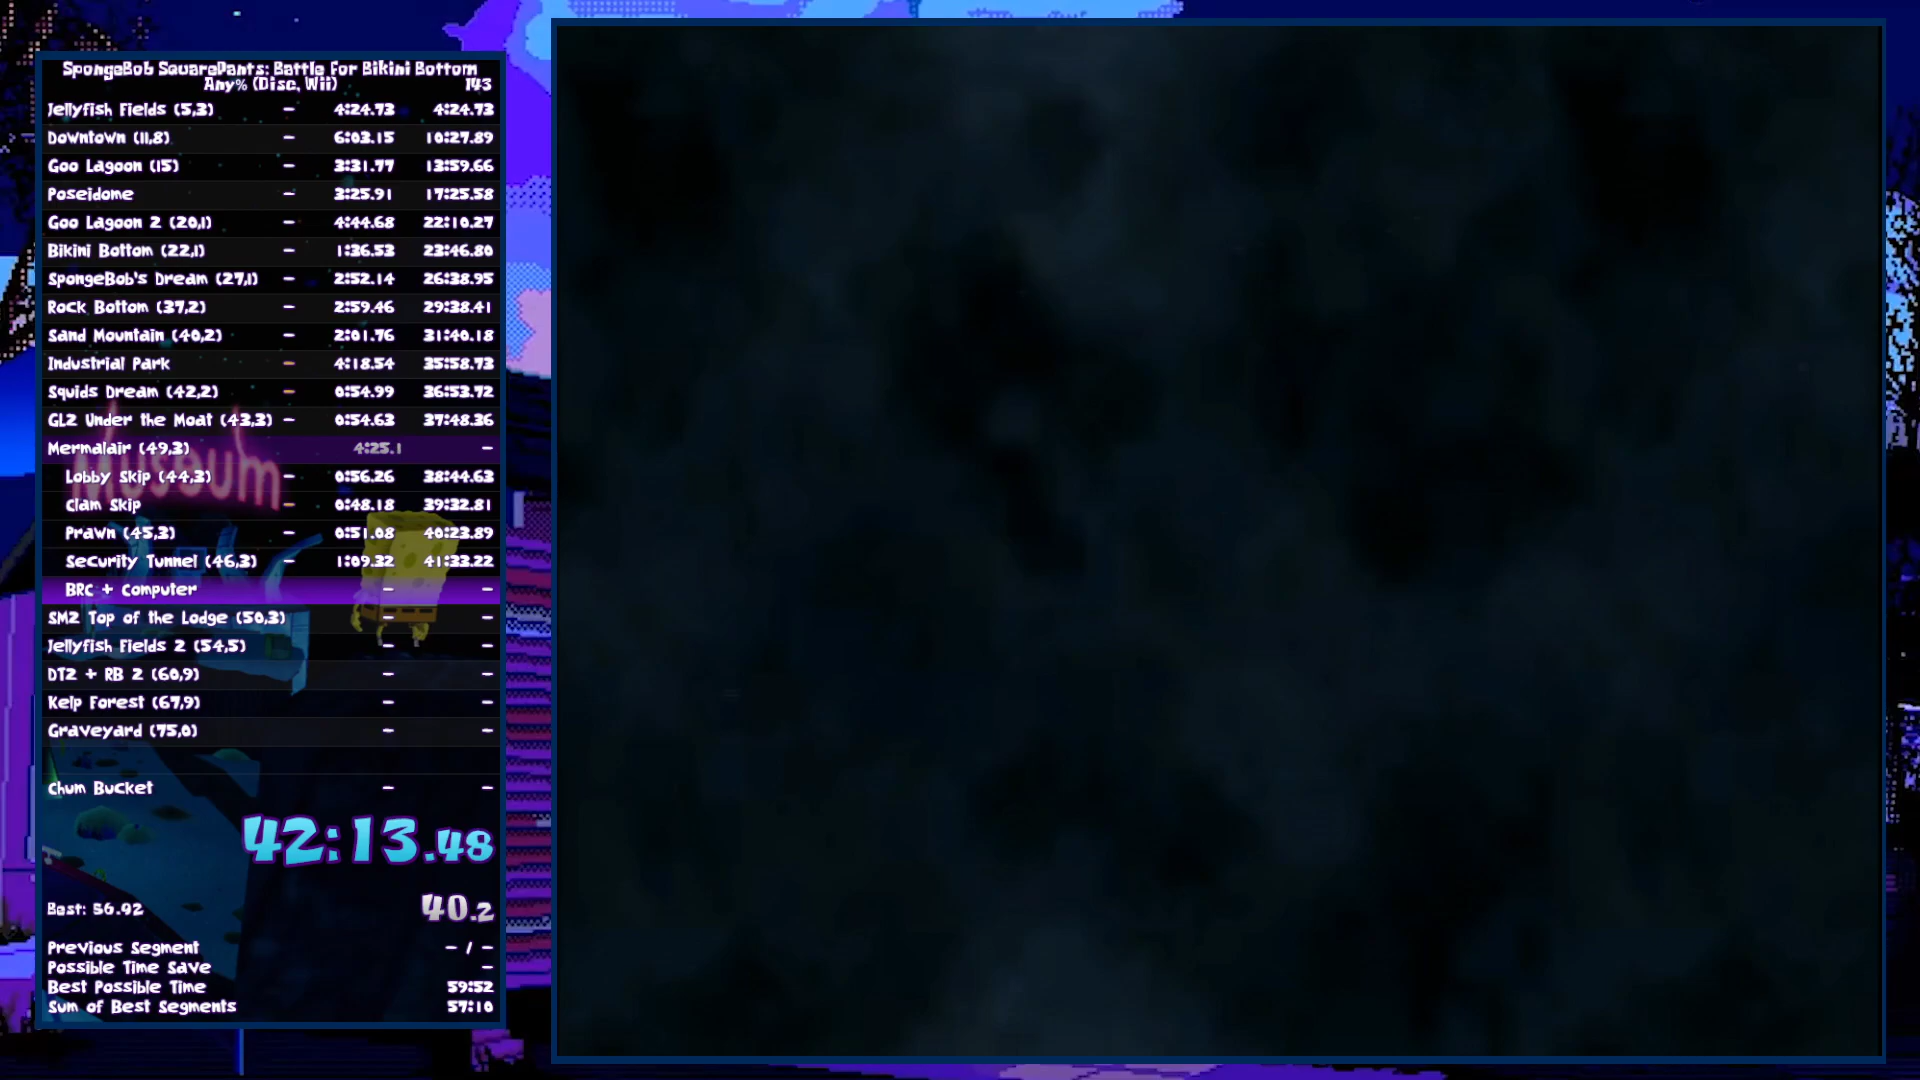 SpongeBob SquarePants: Battle For Bikini Bottom
Any% (Disc, Wii) 143
Jellyfish Fields (5,3) - 4:24.73 4:24.73
Downtown (11,8) - 6:03.15 10:27.89
Goo Lagoon (15) - 3:31.77 13:59.66
Poseidome - 3:25.91 17:25.58
Goo Lagoon 2 (20,1) - 4:44.68 22:10.27
Bikini Bottom (22,1) - 1:36.53 23:46.80
SpongeBob's Dream (27,1) - 2:52.14 26:38.95
Rock Bottom (37,2) - 2:59.46 29:38.41
Sand Mountain (40,2) - 2:01.76 31:40.18
Industrial Park - 4:18.54 35:58.73
Squids Dream (42,2) - 0:54.99 36:53.72
GL2 Under the Moat (43,3) - 0:54.63 37:48.36
Mermalair (49,3) 4:25.1 -
Lobby Skip (44,3) - 0:56.26 38:44.63
Museum
Clam Skip - 0:48.18 39:32.81
Prawn (45,3) - 0:51.08 40:23.89
Security Tunnel (46,3) - 1:09.32 41:33.22
BRC + Computer - -
SM2 Top of the Lodge (50,3) - -
Jellyfish Fields 2 (54,5) - -
DT2 + RB 2 (60,9) - -
Kelp Forest (67,9) - -
Graveyard (75,0) - -
Chum Bucket - -
42:13.48
Best: 56.92 40.2
Previous Segment - / -
Possible Time Save -
Best Possible Time 59:52
Sum of Best Segments 57:10